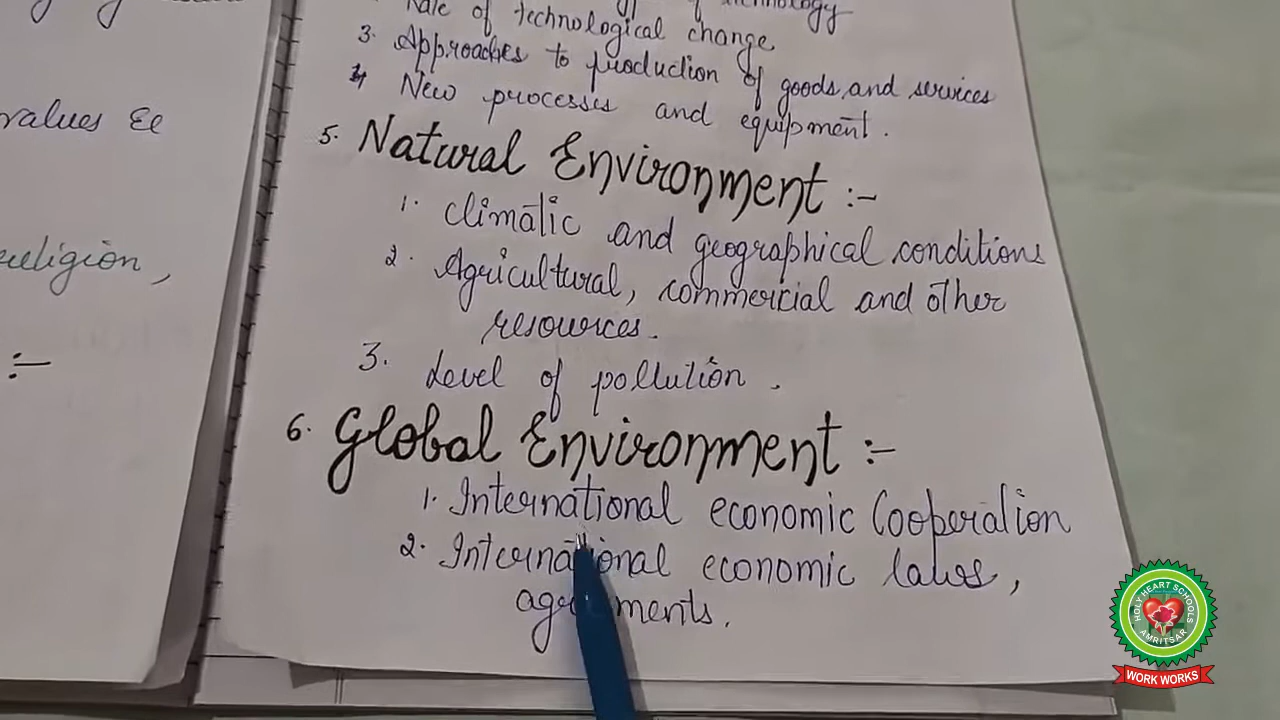 values &
religion,
:-
Rate of technological change
3. Approaches to production of goods and services
4 New processes and equipment.
5. Natural Environment :-
1. Climatic and geographical conditions
2. Agricultural, commercial and other
resources.
3. Level of pollution.
6. Global Environment :-
1. International economic Cooperation
2. International economic laws,
agreements.
HOLY HEART SCHOOLS
AMRITSAR
WORK WORKS